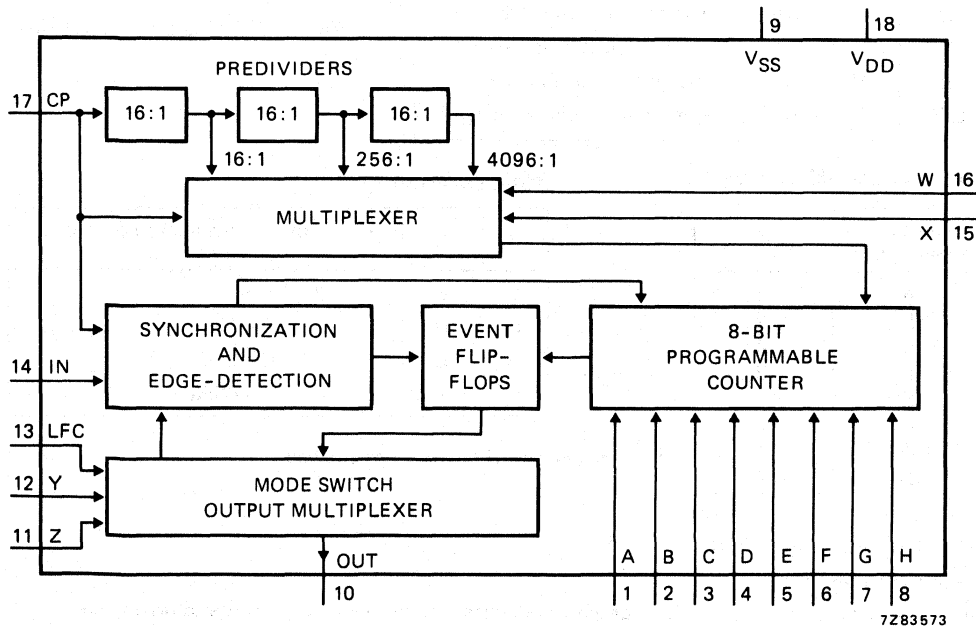 9 18
VSS VDD
PREDIVIDERS
17 CP 16:1 16:1 16:1
16:1 256:1 4096:1
W 16
MULTIPLEXER
X 15
SYNCHRONIZATION
AND
EDGE-DETECTION
EVENT
FLIP-
FLOPS
8-BIT
PROGRAMMABLE
COUNTER
14 IN
13 LFC
12 Y
11 Z
MODE SWITCH
OUTPUT MULTIPLEXER
OUT
10
A B C D E F G H
1 2 3 4 5 6 7 8
7Z83573